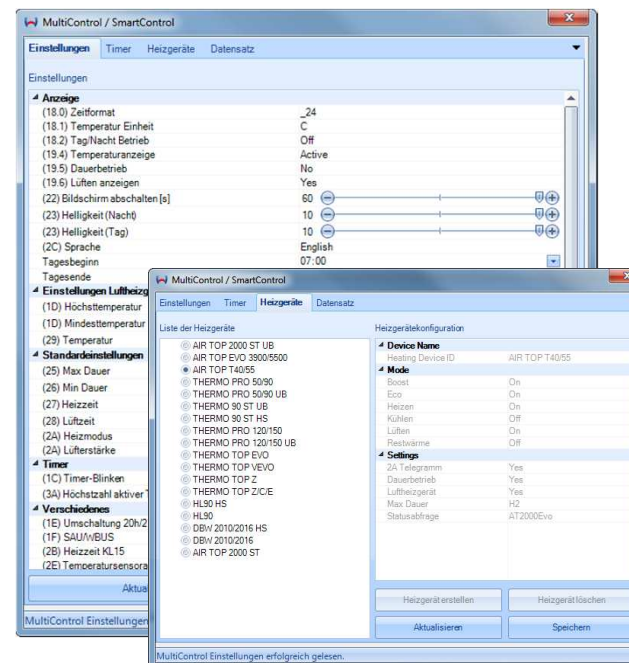 MultiControl / SmartControl
Einstellungen Timer Heizgeräte Datensatz
Einstellungen
Anzeige
(18.0) Zeitformat _24
(18.1) Temperatur Einheit C
(18.2) Tag/Nacht Betrieb Off
(19.4) Temperaturanzeige Active
(19.5) Dauerbetrieb No
(19.6) Lüften anzeigen Yes
(22) Bildschirm abschalten [s] 60
(23) Helligkeit (Nacht) 10
(23) Helligkeit (Tag) 10
(2C) Sprache English
Tagesbeginn 07:00
Tagesende
Einstellungen Luftheizg
(1D) Höchsttemperatur
(1D) Mindesttemperatur
(29) Temperatur
Standardeinstellungen
(25) Max Dauer
(26) Min Dauer
(27) Heizzeit
(28) Lüftzeit
(2A) Heizmodus
(2A) Lüfterstärke
Timer
(1C) Timer-Blinken
(3A) Höchstzahl aktiver
Verschiedenes
(1E) Umschaltung 20h/2
(1F) SAU/WBUS
(2B) Heizzeit KL15
(2E) Temperatursensora
Aktua
MultiControl Einstellungen
MultiControl / SmartControl
Einstellungen Timer Heizgeräte Datensatz
Liste der Heizgeräte
AIR TOP 2000 ST UB
AIR TOP EVO 3900/5500
AIR TOP T40/55
THERMO PRO 50/90
THERMO PRO 50/90 UB
THERMO 90 ST UB
THERMO 90 ST HS
THERMO PRO 120/150
THERMO PRO 120/150 UB
THERMO TOP EVO
THERMO TOP VEVO
THERMO TOP Z
THERMO TOP Z/C/E
HL90 HS
HL90
DBW 2010/2016 HS
DBW 2010/2016
AIR TOP 2000 ST
Heizgerätekonfiguration
Device Name
Heating Device ID AIR TOP T40/55
Mode
Boost On
Eco On
Heizen On
Kühlen Off
Lüften On
Restwärme Off
Settings
2A Telegramm Yes
Dauerbetrieb Yes
Luftheizgerät Yes
Max Dauer H2
Statusabfrage AT2000Evo
Heizgerät erstellen Heizgerät löschen
Aktualisieren Speichern
MultiControl Einstellungen erfolgreich gelesen.